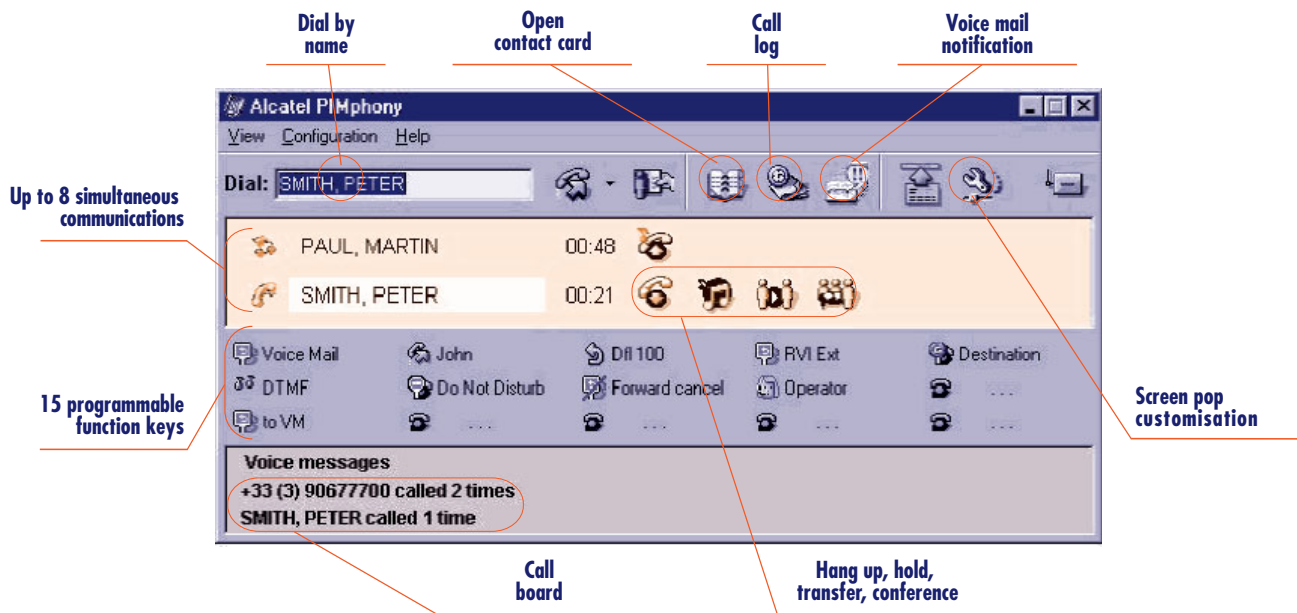 Dial by
name
Open
contact card
Call
log
Voice mail
notification
Alcatel PIMphony
View Configuration Help
Dial: SMITH, PETER
Up to 8 simultaneous
communications
PAUL, MARTIN 00:48
SMITH, PETER 00:21
Voice Mail John Dfl 100 RVI Ext Destination
DTMF Do Not Disturb Forward cancel Operator ...
to VM ... ... ... ...
15 programmable
function keys
Screen pop
customisation
Voice messages
+33 (3) 90677700 called 2 times
SMITH, PETER called 1 time
Call
board
Hang up, hold,
transfer, conference